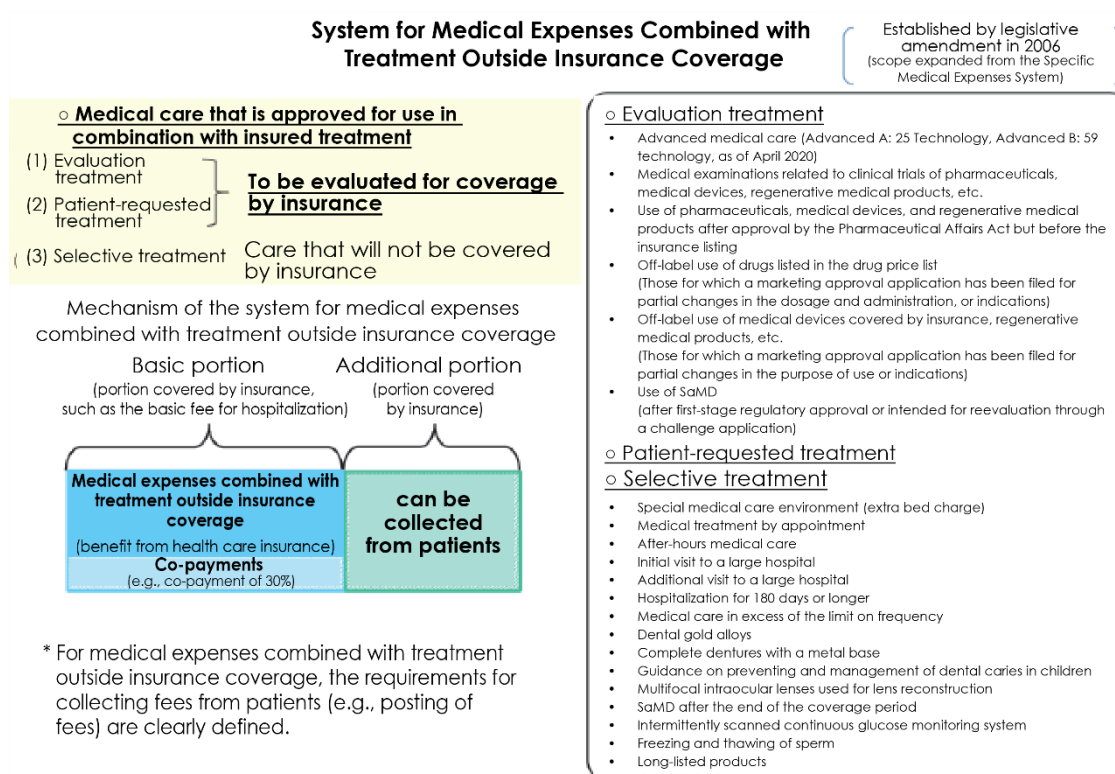 System for Medical Expenses Combined with
Treatment Outside Insurance Coverage
Established by legislative
amendment in 2006
(scope expanded from the Specific
Medical Expenses System)
○ Medical care that is approved for use in
combination with insured treatment
(1) Evaluation
treatment
(2) Patient-requested
treatment
To be evaluated for coverage
by insurance
(3) Selective treatment
Care that will not be covered
by insurance
Mechanism of the system for medical expenses
combined with treatment outside insurance coverage
Basic portion
(portion covered by insurance,
such as the basic fee for hospitalization)
Additional portion
(portion covered
by insurance)
Medical expenses combined with
treatment outside insurance
coverage
(benefit from health care insurance)
Co-payments
(e.g., co-payment of 30%)
can be
collected
from patients
* For medical expenses combined with treatment
outside insurance coverage, the requirements for
collecting fees from patients (e.g., posting of
fees) are clearly defined.
○ Evaluation treatment
• Advanced medical care (Advanced A: 25 Technology, Advanced B: 59
technology, as of April 2020)
• Medical examinations related to clinical trials of pharmaceuticals,
medical devices, regenerative medical products, etc.
• Use of pharmaceuticals, medical devices, and regenerative medical
products after approval by the Pharmaceutical Affairs Act but before the
insurance listing
• Off-label use of drugs listed in the drug price list
(Those for which a marketing approval application has been filed for
partial changes in the dosage and administration, or indications)
• Off-label use of medical devices covered by insurance, regenerative
medical products, etc.
(Those for which a marketing approval application has been filed for
partial changes in the purpose of use or indications)
• Use of SaMD
(after first-stage regulatory approval or intended for reevaluation through
a challenge application)
○ Patient-requested treatment
○ Selective treatment
• Special medical care environment (extra bed charge)
• Medical treatment by appointment
• After-hours medical care
• Initial visit to a large hospital
• Additional visit to a large hospital
• Hospitalization for 180 days or longer
• Medical care in excess of the limit on frequency
• Dental gold alloys
• Complete dentures with a metal base
• Guidance on preventing and management of dental caries in children
• Multifocal intraocular lenses used for lens reconstruction
• SaMD after the end of the coverage period
• Intermittently scanned continuous glucose monitoring system
• Freezing and thawing of sperm
• Long-listed products